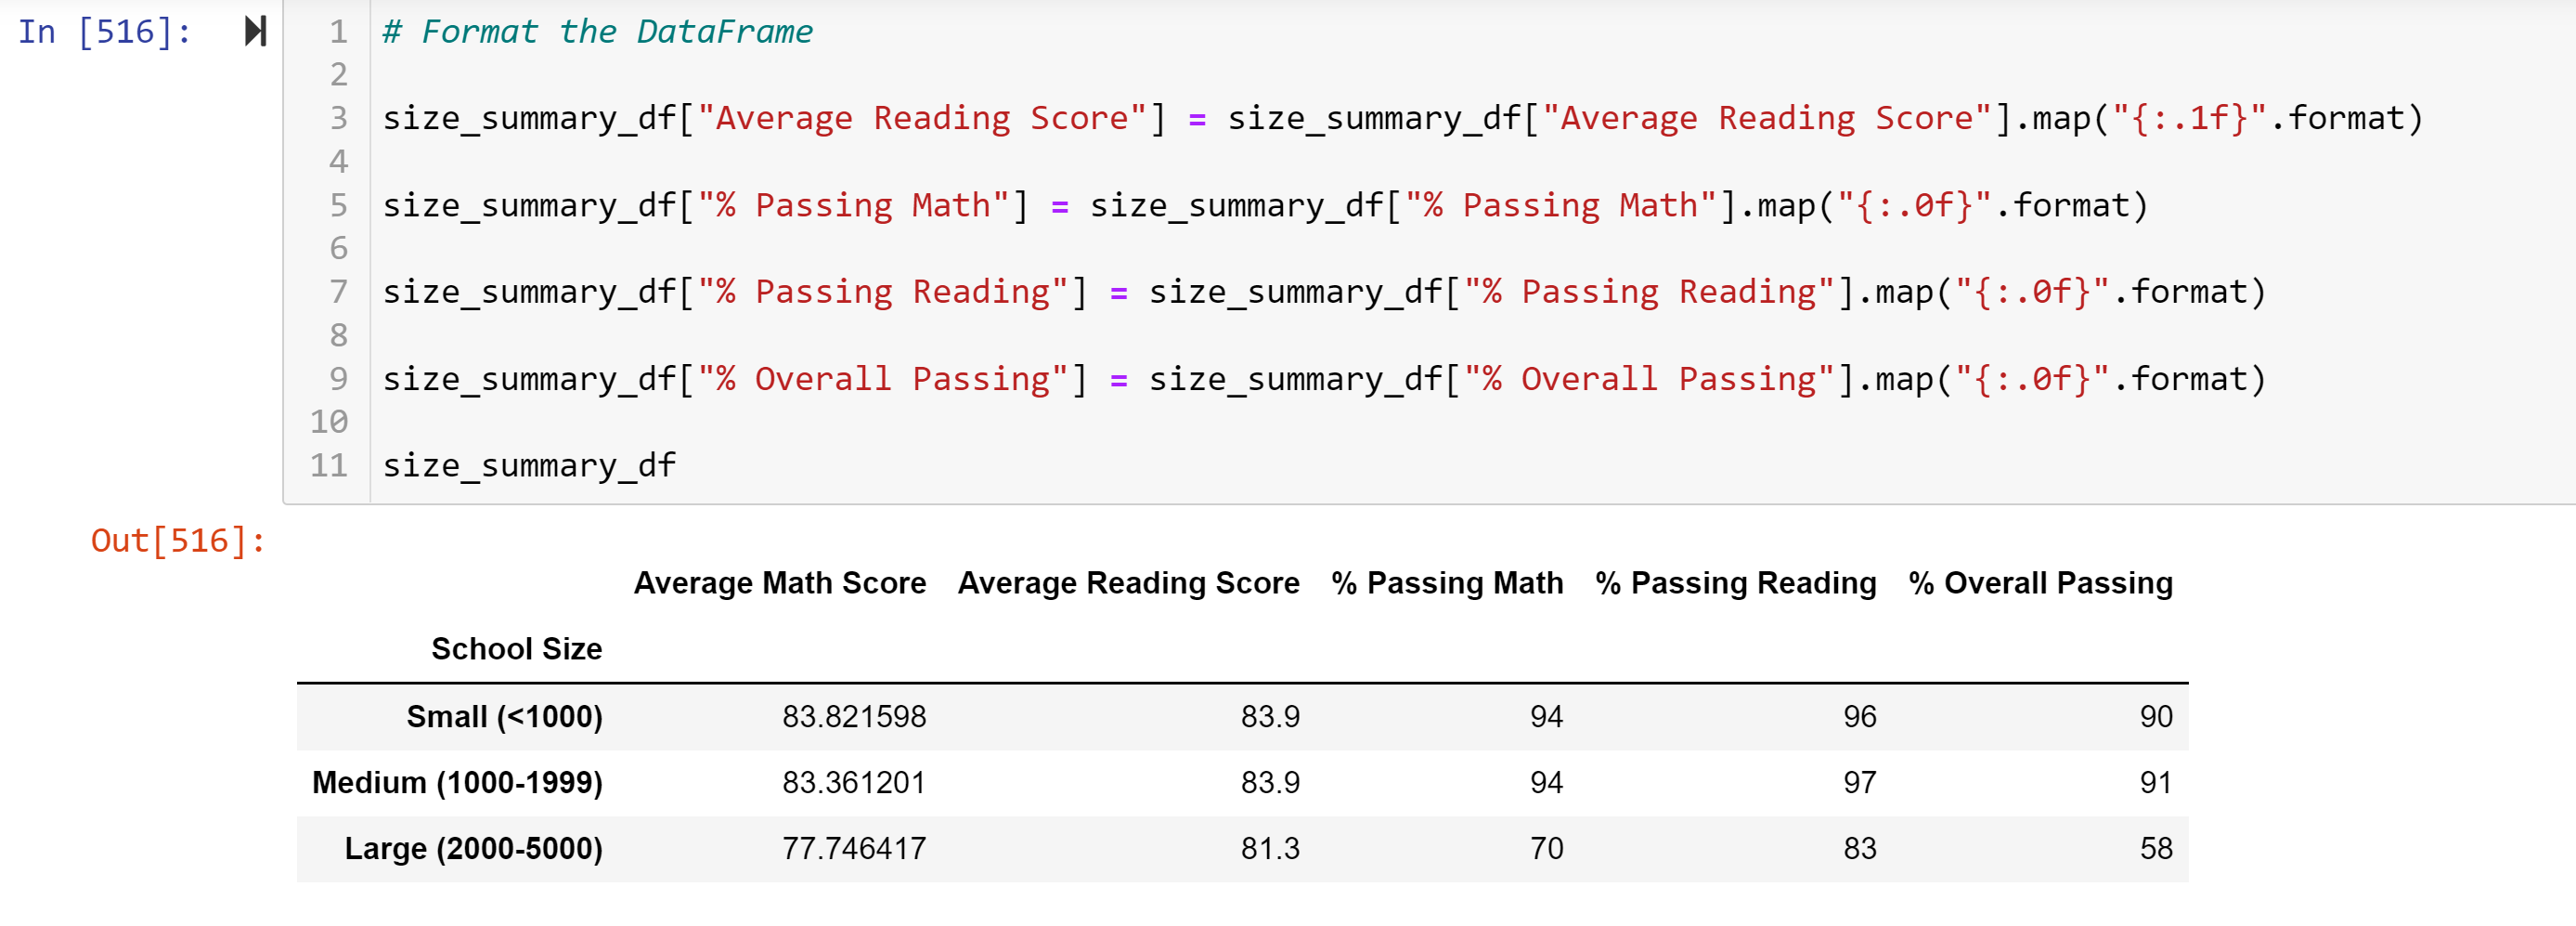 In [516]:
1 # Format the DataFrame
2
3 size_summary_df["Average Reading Score"] = size_summary_df["Average Reading Score"].map("{:.1f}".format)
4
5 size_summary_df["% Passing Math"] = size_summary_df["% Passing Math"].map("{:.0f}".format)
6
7 size_summary_df["% Passing Reading"] = size_summary_df["% Passing Reading"].map("{:.0f}".format)
8
9 size_summary_df["% Overall Passing"] = size_summary_df["% Overall Passing"].map("{:.0f}".format)
10
11 size_summary_df
Out[516]:
Average Math Score Average Reading Score % Passing Math % Passing Reading % Overall Passing
School Size
Small (<1000) 83.821598 83.9 94 96 90
Medium (1000-1999) 83.361201 83.9 94 97 91
Large (2000-5000) 77.746417 81.3 70 83 58